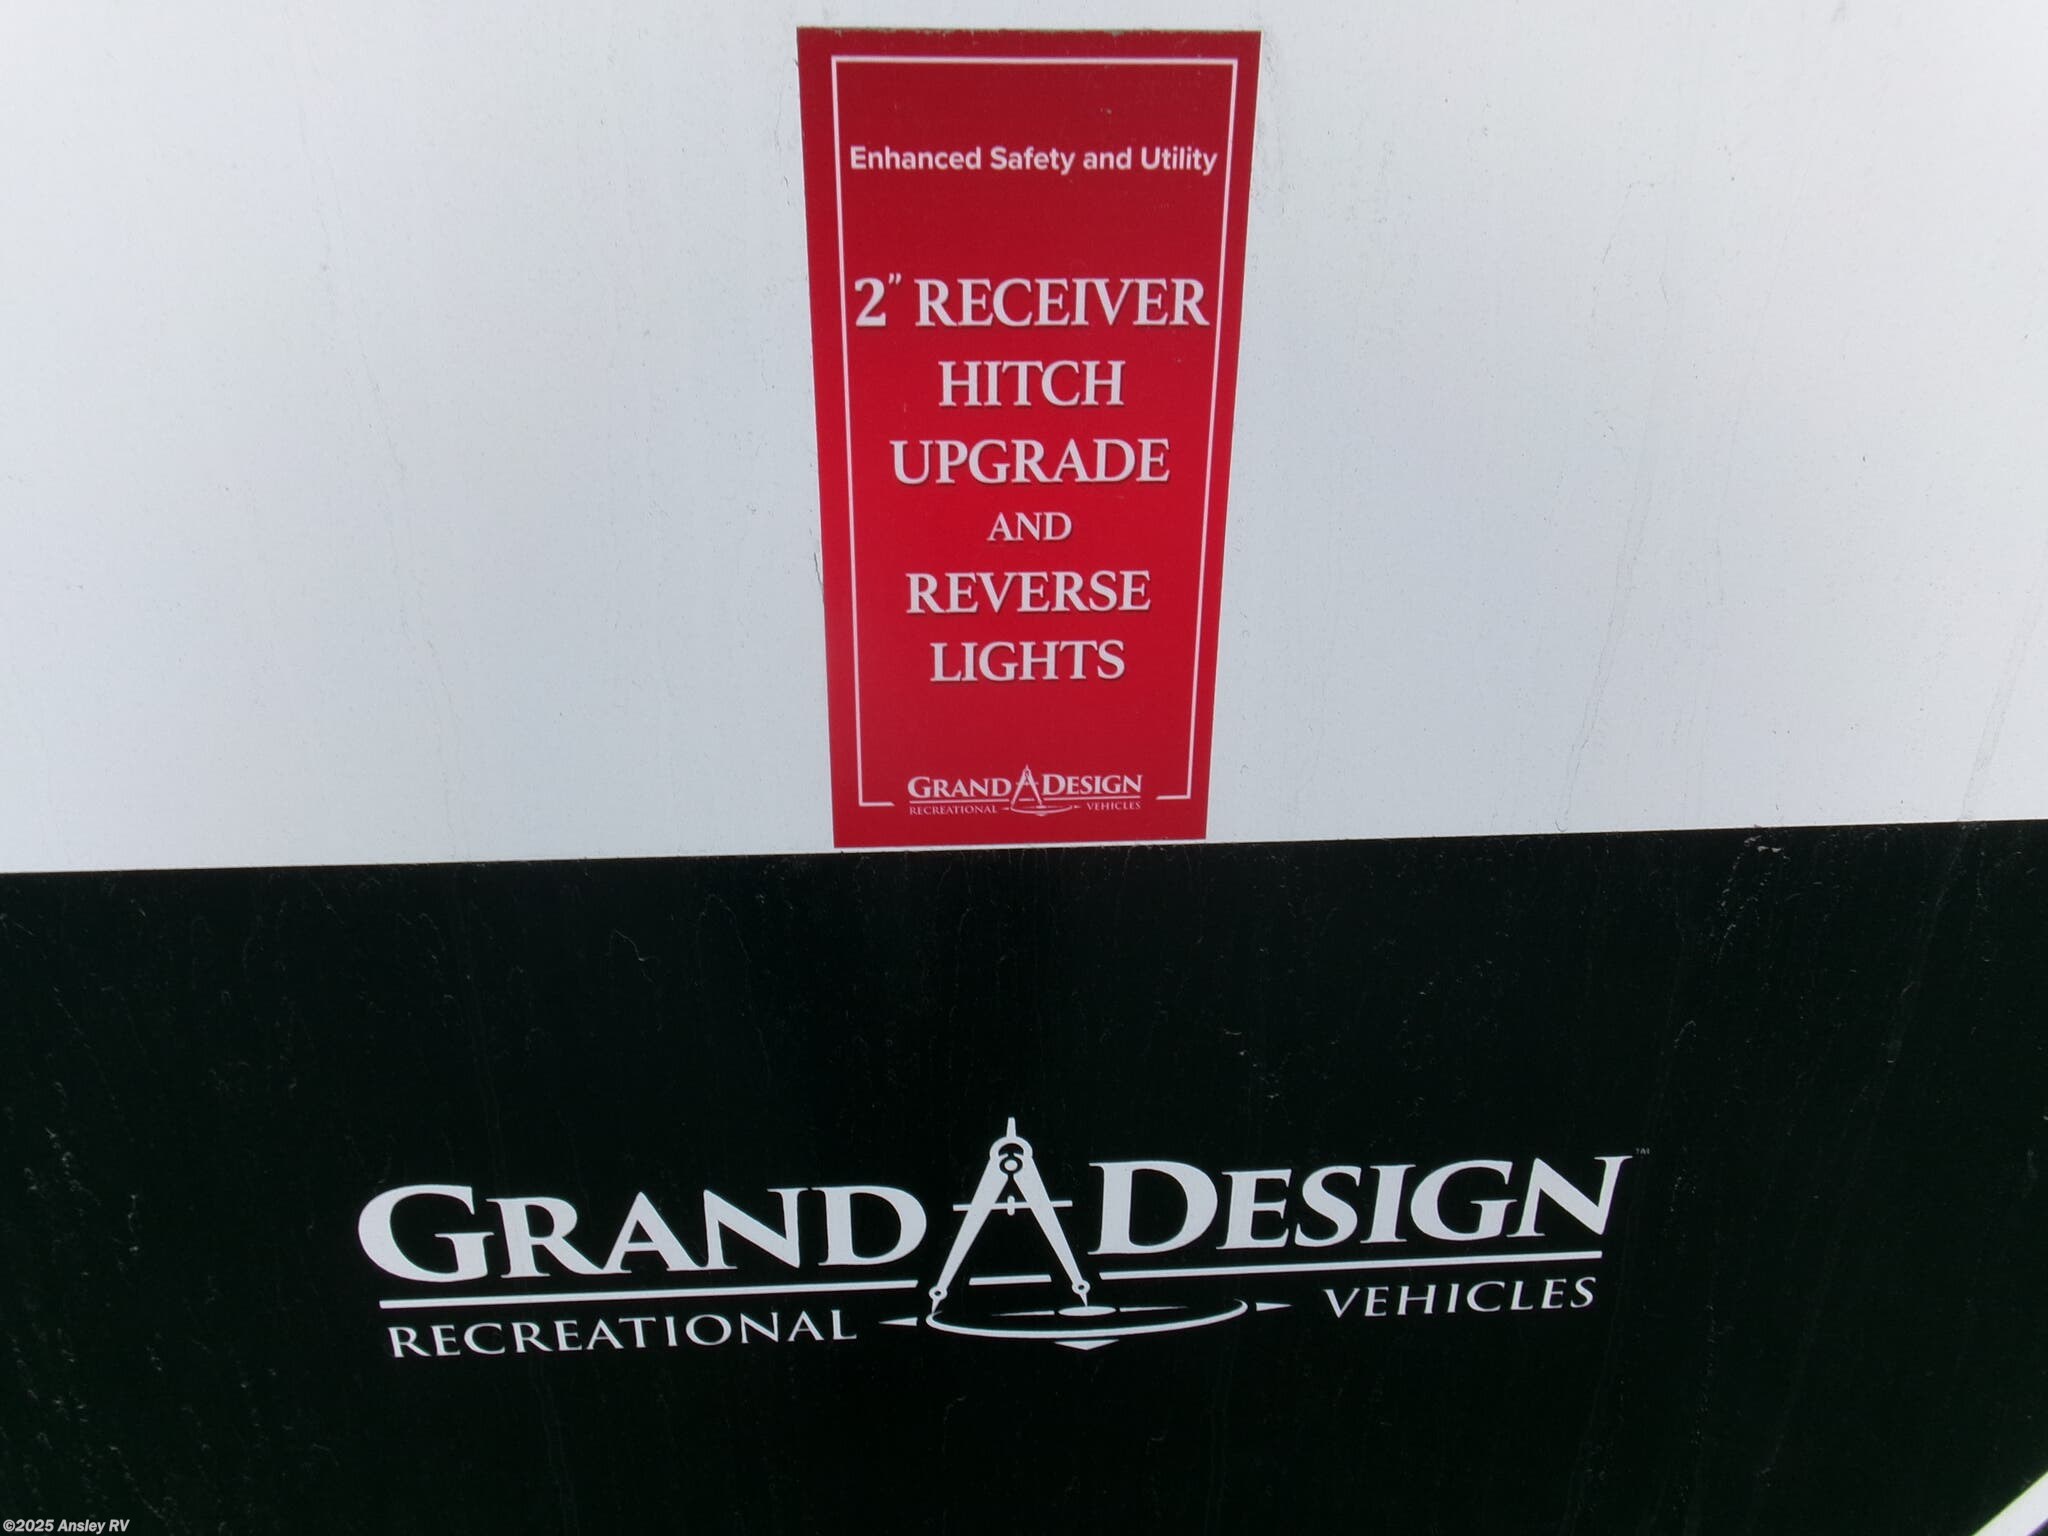 Enhanced Safety and Utility
2" RECEIVER
HITCH
UPGRADE
AND
REVERSE
LIGHTS
GRAND DESIGN
RECREATIONAL VEHICLES
GRAND DESIGN™
RECREATIONAL VEHICLES
©2025 Ansley RV